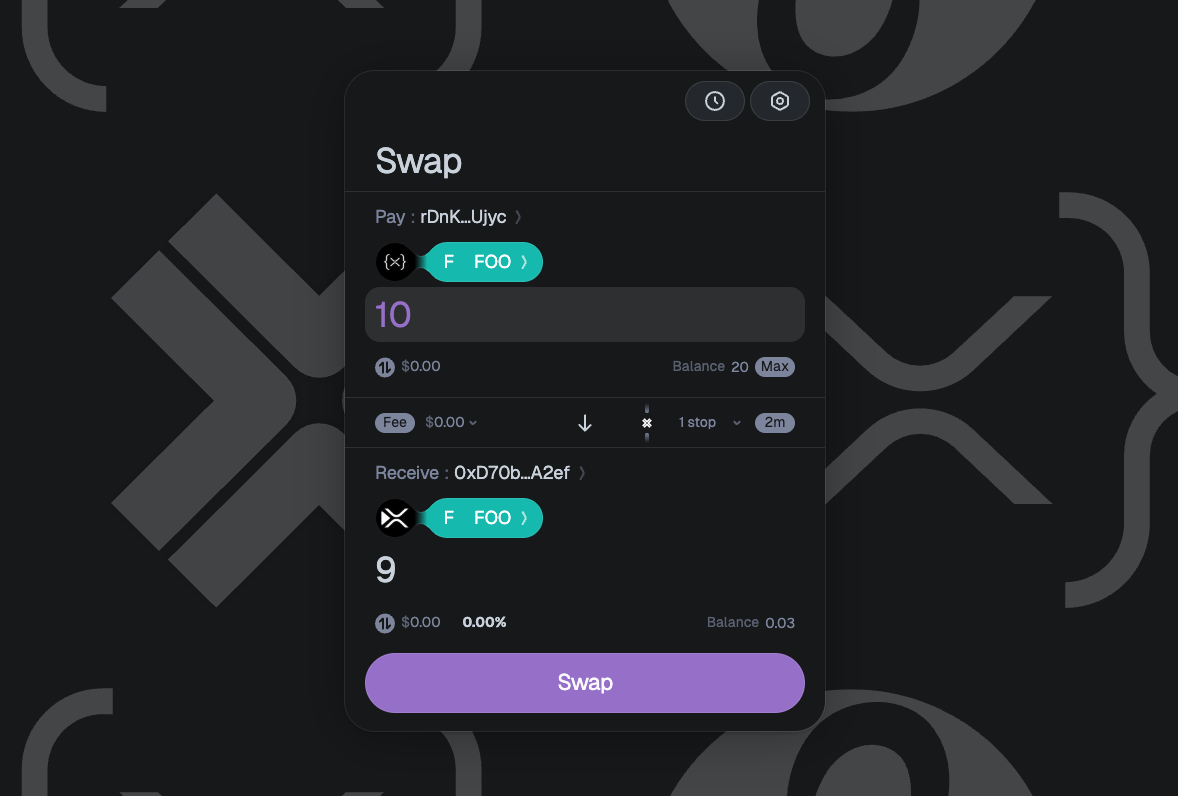 Swap
Pay : rDnK...Ujyc
{x} F FOO
10
$0.00 Balance 20 Max
Fee $0.00 1 stop 2m
Receive : 0xD70b...A2ef
F FOO
9
$0.00 0.00% Balance 0.03
Swap